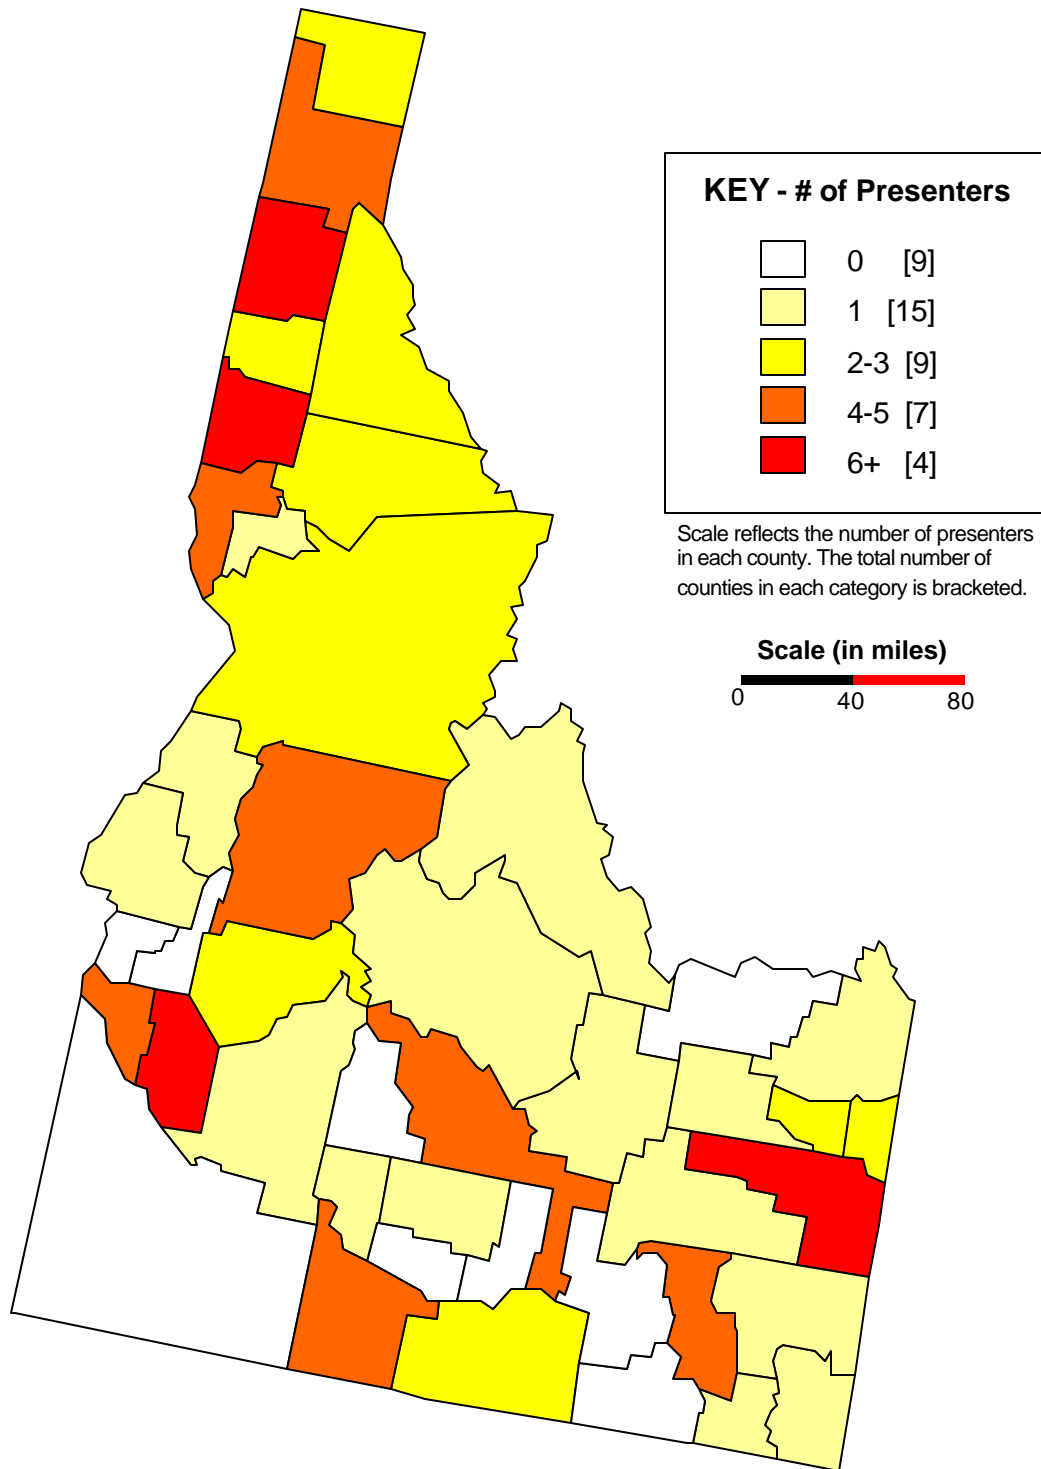 KEY - # of Presenters
0 [9]
1 [15]
2-3 [9]
4-5 [7]
6+ [4]
Scale reflects the number of presenters
in each county. The total number of
counties in each category is bracketed.
Scale (in miles)
0 40 80